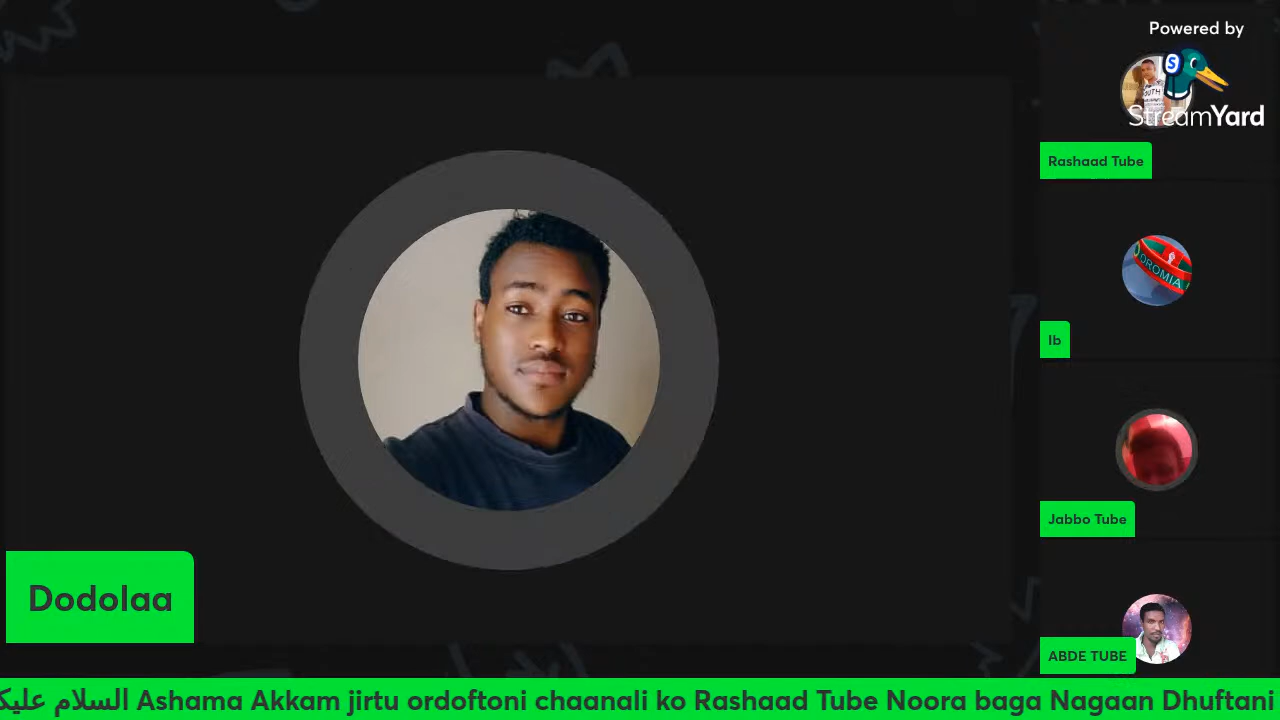 Powered by
StreamYard
Rashaad Tube
OROMIA
Ib
Jabbo Tube
Dodolaa
ABDE TUBE
السلام Ashama Akkam jirtu ordoftoni chaanali ko Rashaad Tube Noora baga Nagaan Dhuftani